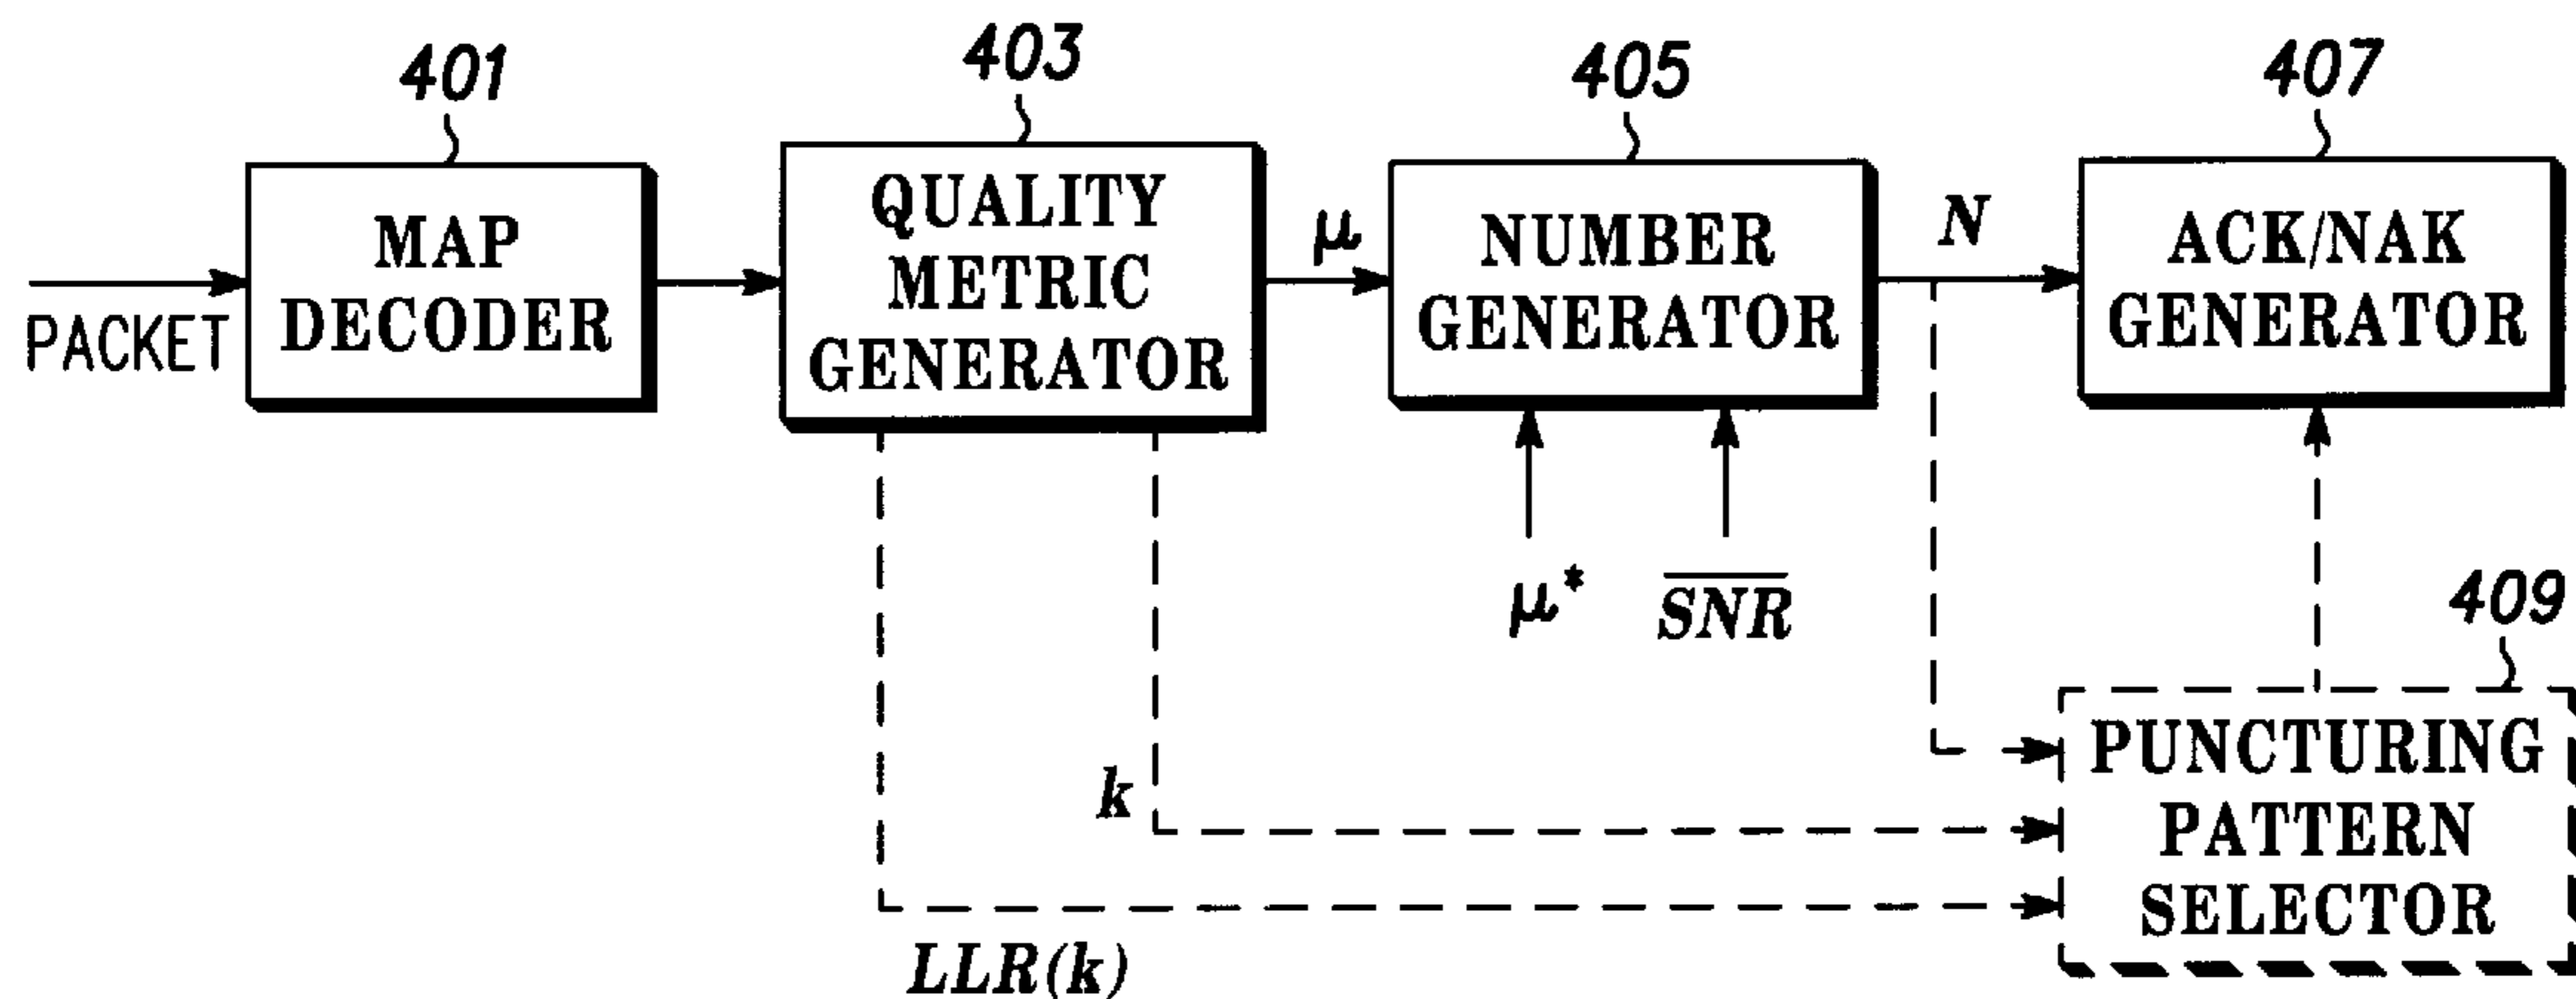 401
403
405
407
MAP
DECODER
QUALITY
METRIC
GENERATOR
NUMBER
GENERATOR
ACK/NAK
GENERATOR
PACKET
μ
N
μ*
S̅N̅R̅
409
k
LLR(k)
PUNCTURING
PATTERN
SELECTOR